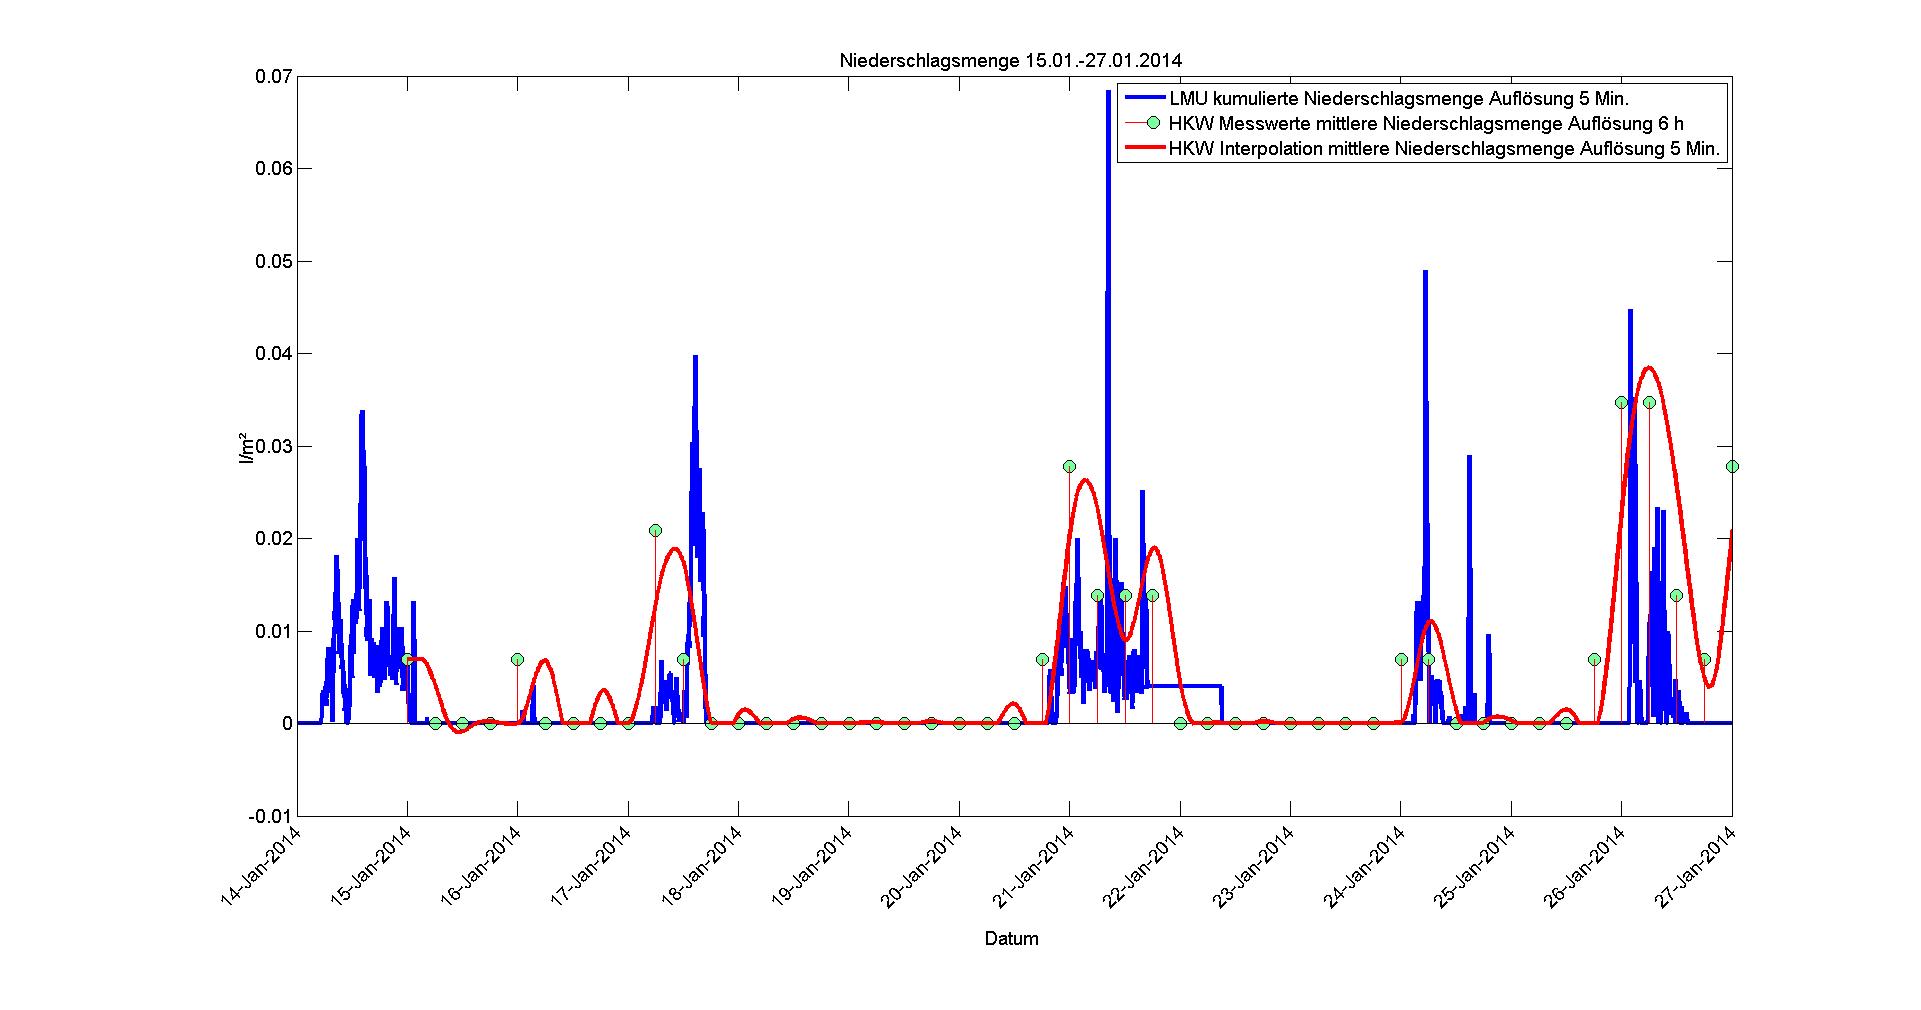 Niederschlagsmenge 15.01.-27.01.2014
LMU kumulierte Niederschlagsmenge Auflösung 5 Min.
HKW Messwerte mittlere Niederschlagsmenge Auflösung 6 h
HKW Interpolation mittlere Niederschlagsmenge Auflösung 5 Min.
0.07
0.06
0.05
0.04
0.03
0.02
0.01
0
-0.01
l/m²
14-Jan-2014
15-Jan-2014
16-Jan-2014
17-Jan-2014
18-Jan-2014
19-Jan-2014
20-Jan-2014
21-Jan-2014
22-Jan-2014
23-Jan-2014
24-Jan-2014
25-Jan-2014
26-Jan-2014
27-Jan-2014
Datum